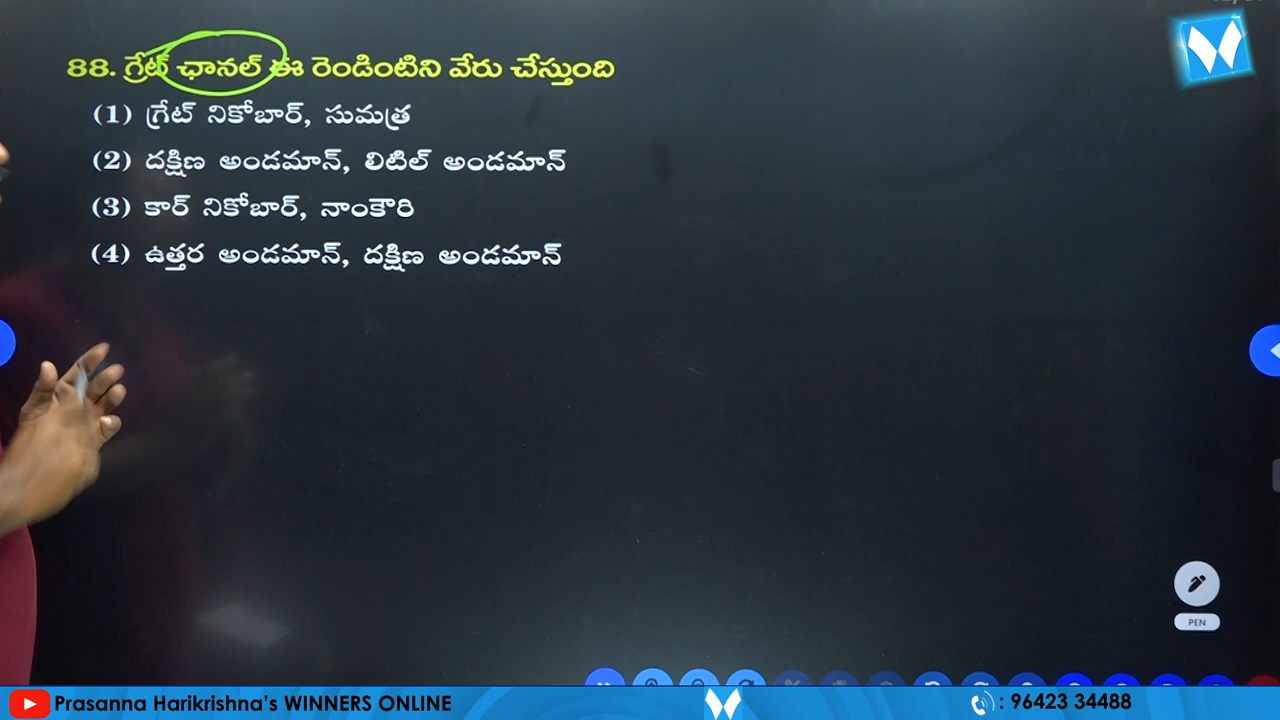 88. గ్రేట్ ఛానల్ ఈ రెండింటిని వేరు చేస్తుంది
(1) గ్రేట్ నికోబార్, సుమత్ర
(2) దక్షిణ అండమాన్, లిటిల్ అండమాన్
(3) కార్ నికోబార్, నాంకౌరి
(4) ఉత్తర అండమాన్, దక్షిణ అండమాన్
PEN
Prasanna Harikrishna's WINNERS ONLINE
: 96423 34488